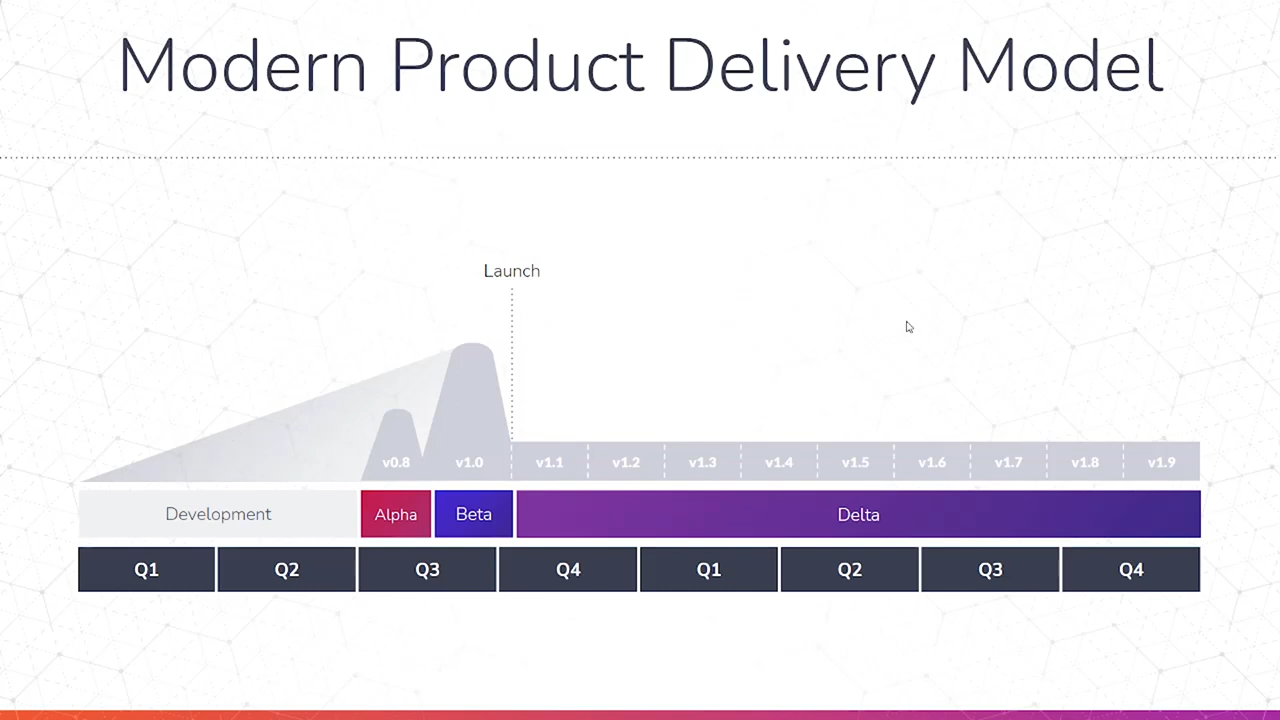 Modern Product Delivery Model
Launch
v0.8 v1.0 v1.1 v1.2 v1.3 v1.4 v1.5 v1.6 v1.7 v1.8 v1.9
Development Alpha Beta Delta
Q1 Q2 Q3 Q4 Q1 Q2 Q3 Q4